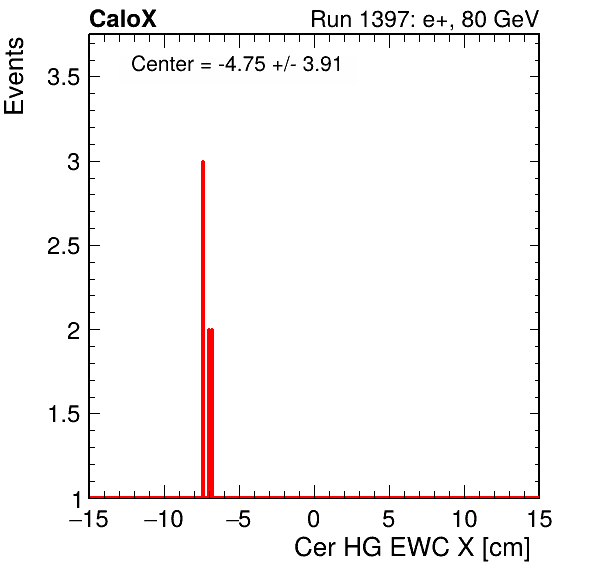 CaloX
Run 1397: e+, 80 GeV
Events
Center = -4.75 +/- 3.91
3.5
3
2.5
2
1.5
1
−15
−10
−5
0
5
10
15
Cer HG EWC X [cm]